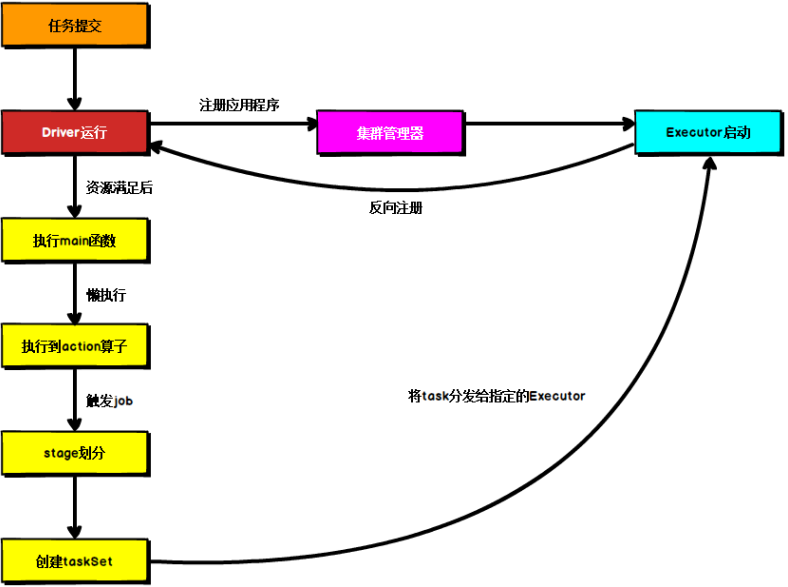 任务提交
注册应用程序
Driver运行
集群管理器
Executor启动
资源满足后
反向注册
执行main函数
懒执行
执行到action算子
触发job
将task分发给指定的Executor
stage划分
创建taskSet